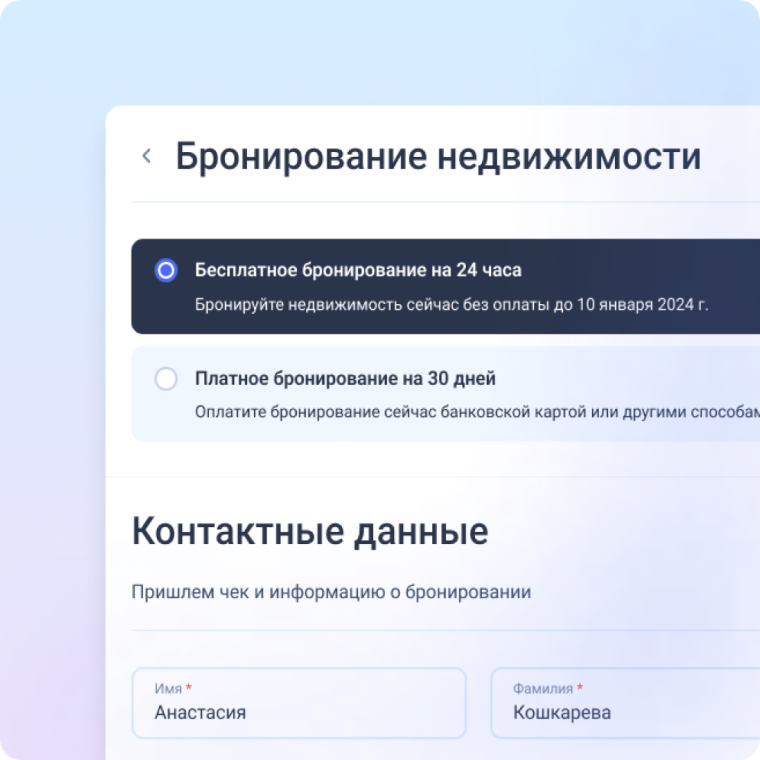 Бронирование недвижимости
Бесплатное бронирование на 24 часа
Бронируйте недвижимость сейчас без оплаты до 10 января 2024 г.
Платное бронирование на 30 дней
Оплатите бронирование сейчас банковской картой или другими
Контактные данные
Пришлем чек и информацию о бронировании
Имя *
Фамилия *
Анастасия
Кошкарева